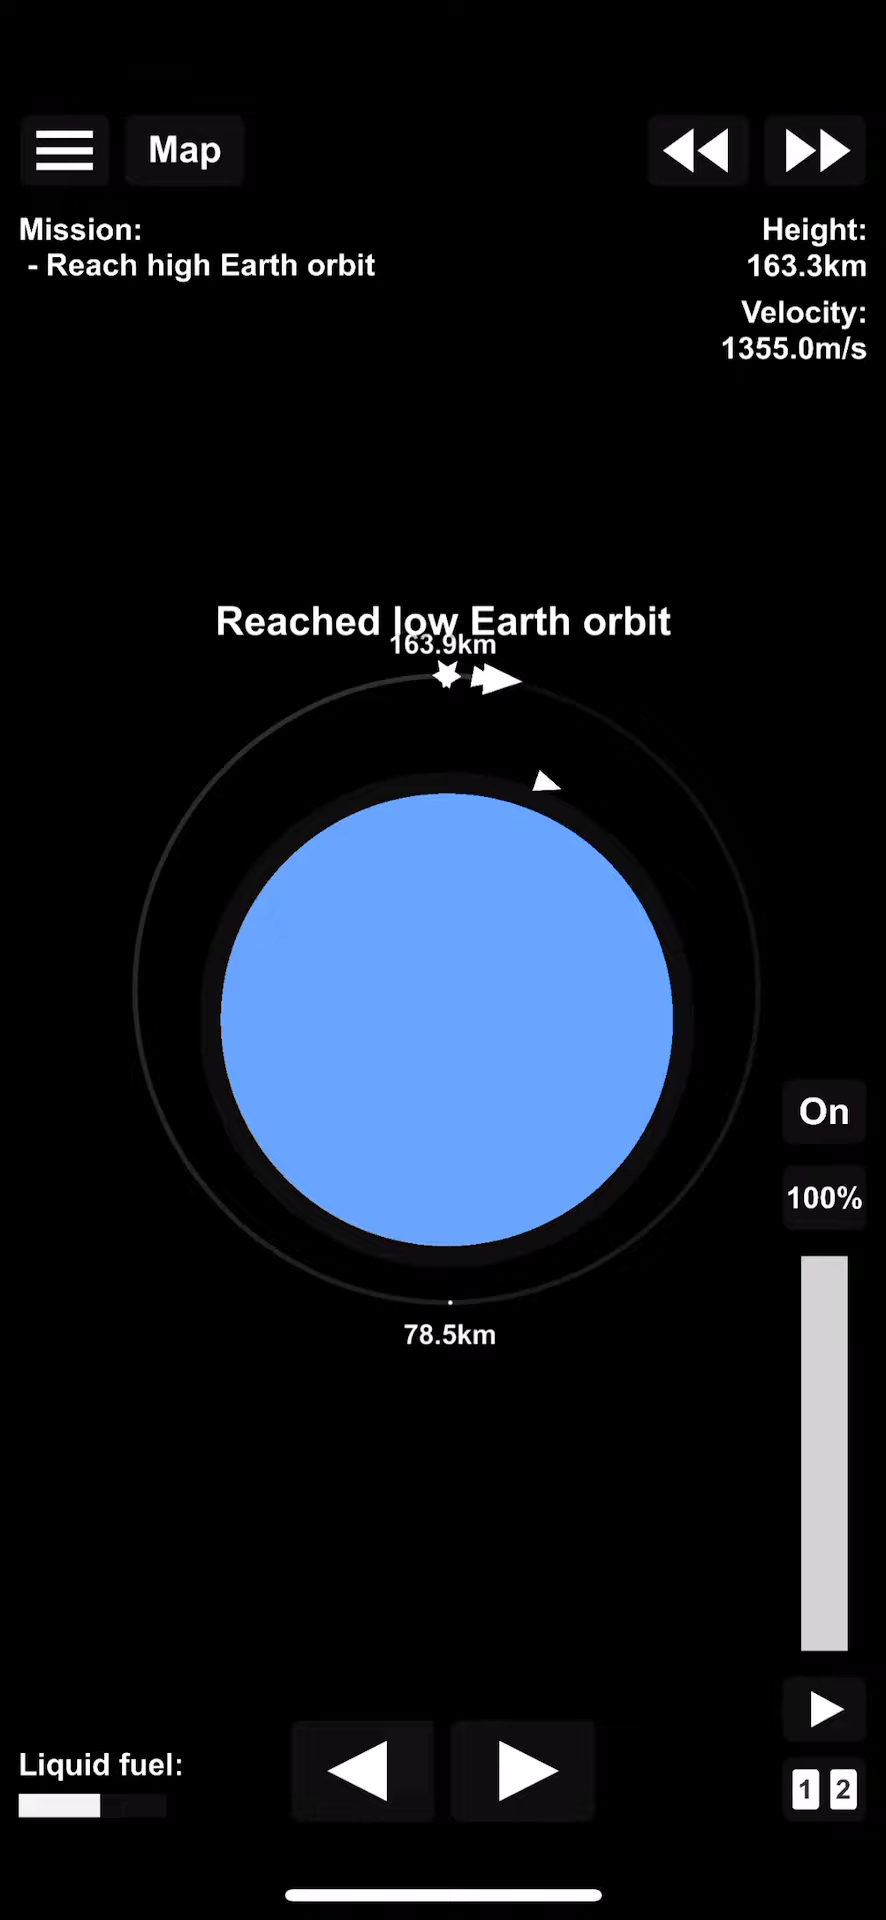 Map
Mission:
- Reach high Earth orbit
Height:
163.3km
Velocity:
1355.0m/s
Reached low Earth orbit
163.9km
On
100%
78.5km
Liquid fuel:
1 2